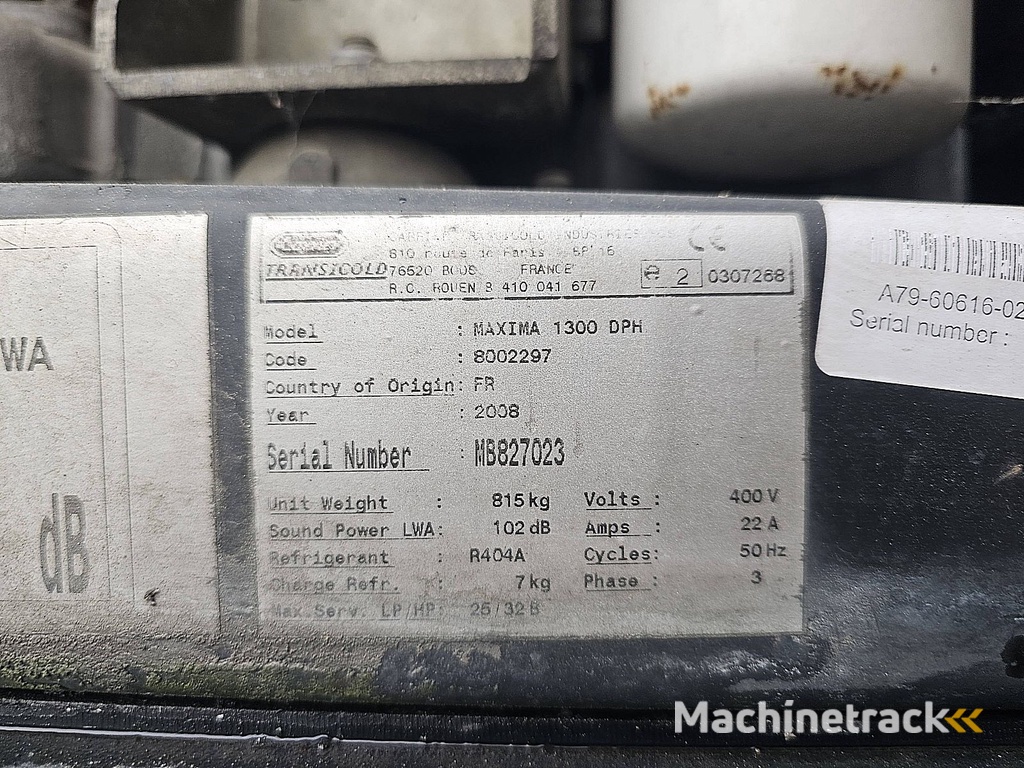 TRANSICOLD
810 route de Paris - BP 16
76520 BOOS FRANCE
R.C. ROUEN B 410 041 677
CE
e 2 0307268
Model : MAXIMA 1300 DPH
Code : 8002297
Country of Origin: FR
Year : 2008
Serial Number : MB827023
Unit Weight : 815 kg Volts : 400 V
Sound Power LWA: 102 dB Amps : 22 A
Refrigerant : R404A Cycles: 50 Hz
Charge Refr. : 7 kg Phase : 3
Max Serv. LP/HP: 25/32 B
WA
dB
A79-60616-02
Serial number :
Machinetrack